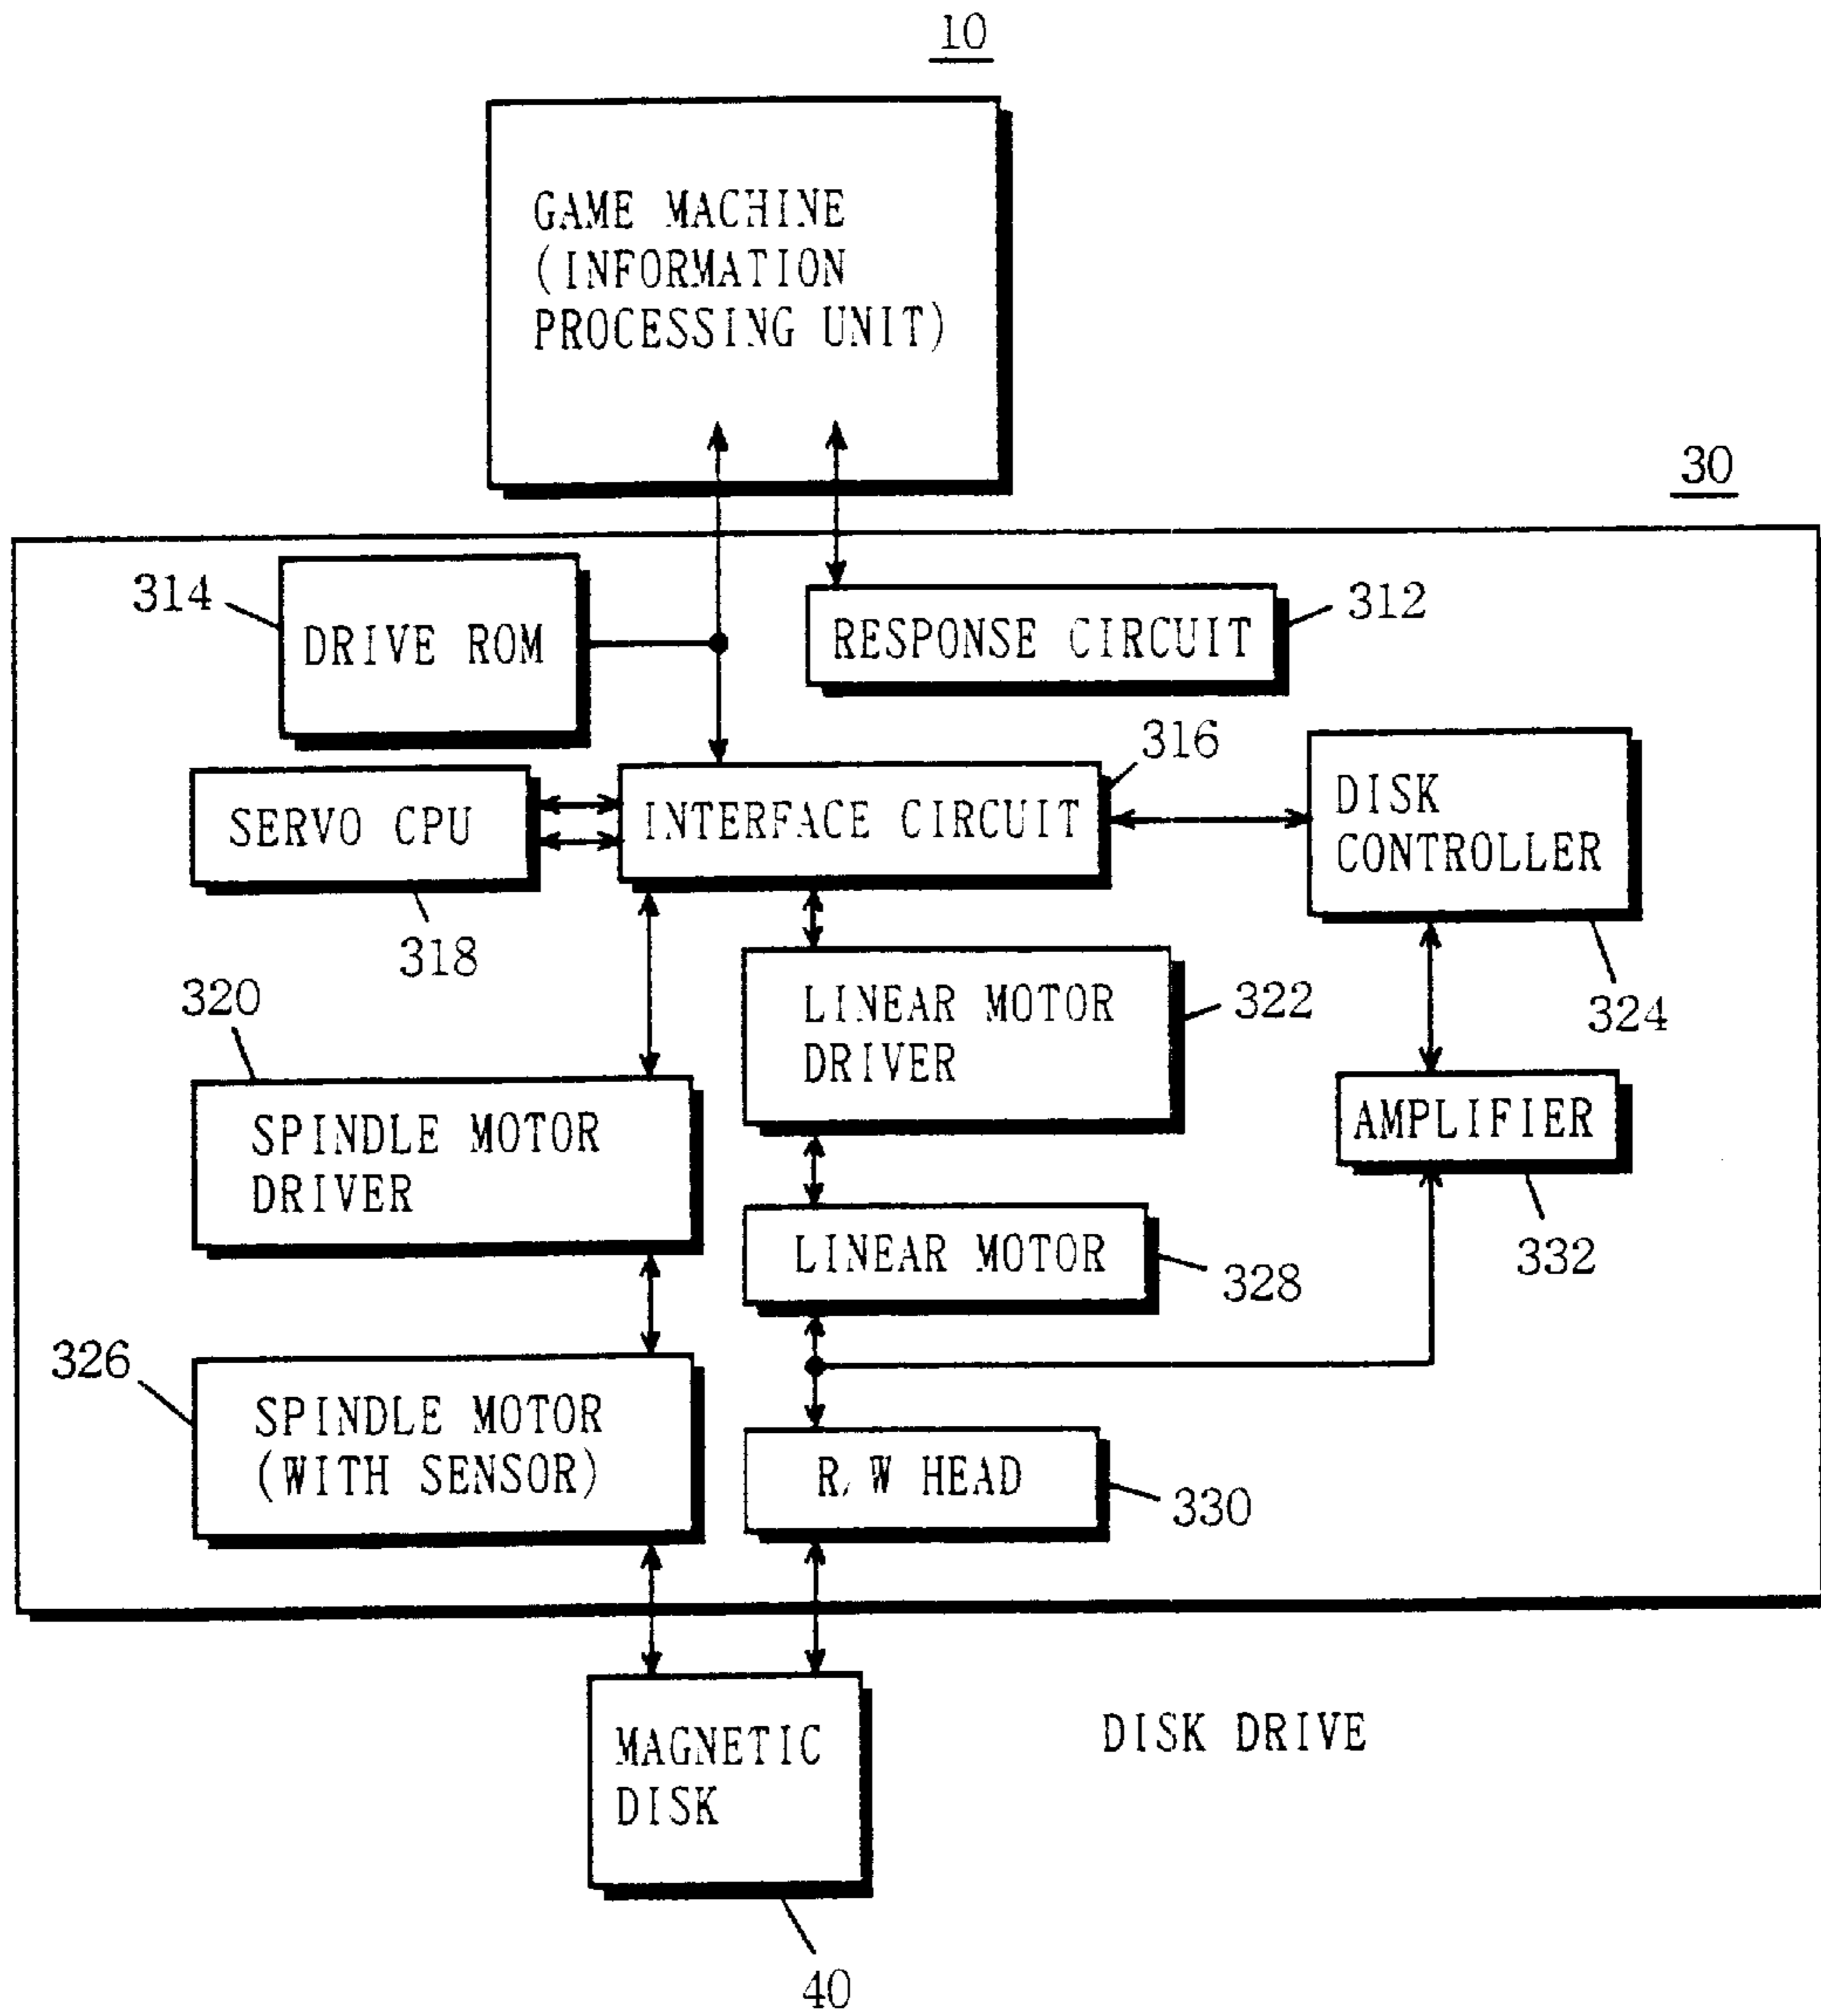 10
GAME MACHINE
(INFORMATION
PROCESSING UNIT)
30
314
DRIVE ROM
RESPONSE CIRCUIT
312
316
SERVO CPU
INTERFACE CIRCUIT
DISK
CONTROLLER
318
320
LINEAR MOTOR
DRIVER
322
324
SPINDLE MOTOR
DRIVER
AMPLIFIER
LINEAR MOTOR
328
332
326
SPINDLE MOTOR
(WITH SENSOR)
R/W HEAD
330
MAGNETIC
DISK
DISK DRIVE
40